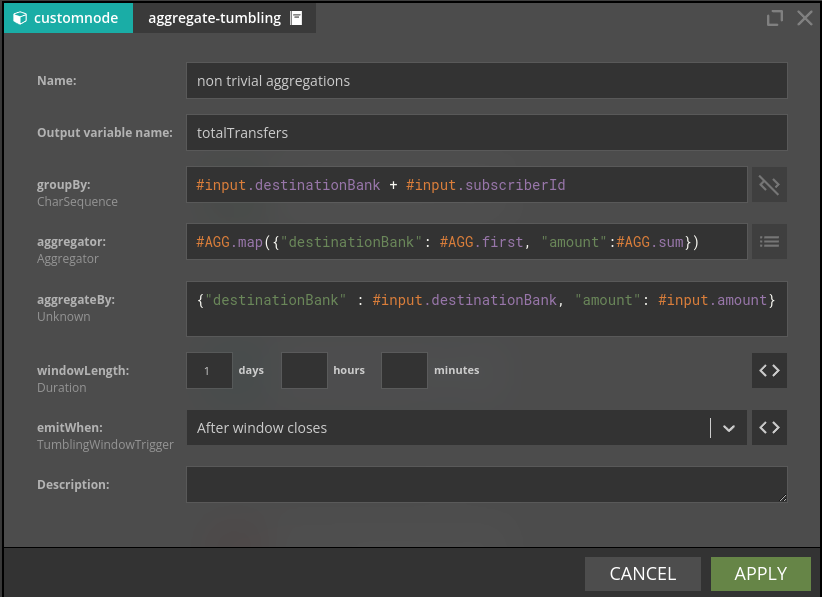 customnode aggregate-tumbling
Name: non trivial aggregations
Output variable name: totalTransfers
groupBy: #input.destinationBank + #input.subscriberId
CharSequence
aggregator: #AGG.map({"destinationBank": #AGG.first, "amount":#AGG.sum})
Aggregator
aggregateBy: {"destinationBank" : #input.destinationBank, "amount": #input.amount}
Unknown
windowLength: 1 days hours minutes
Duration
emitWhen: After window closes
TumblingWindowTrigger
Description:
CANCEL APPLY